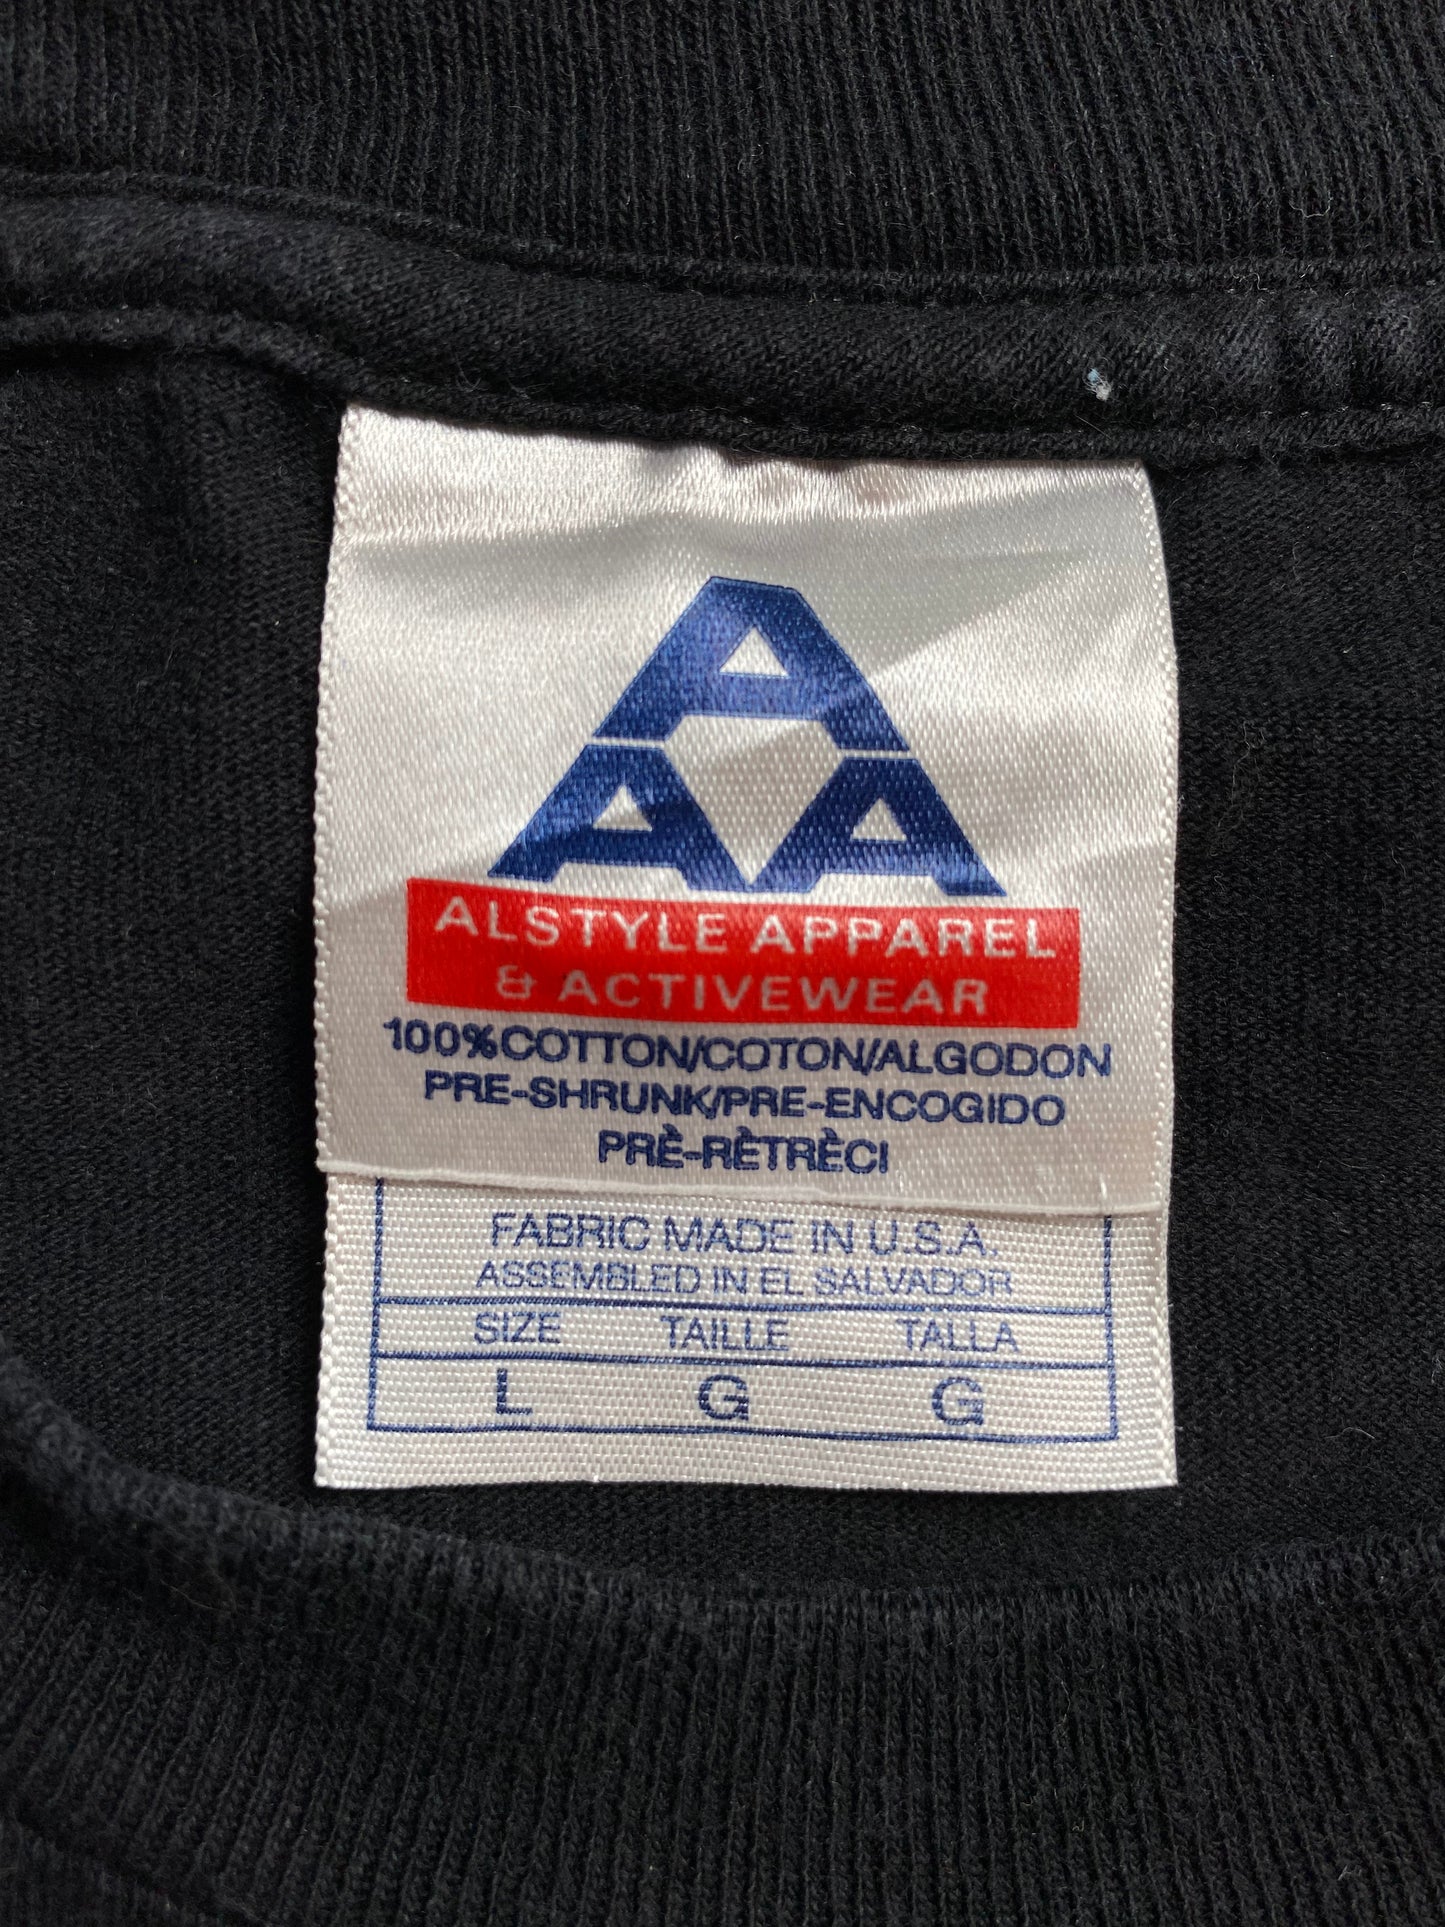 AAA
ALSTYLE APPAREL
& ACTIVEWEAR
100%COTTON/COTON/ALGODON
PRE-SHRUNK/PRE-ENCOGIDO
PRÈ-RÈTRÈCI
FABRIC MADE IN U.S.A.
ASSEMBLED IN EL SALVADOR
SIZE TAILLE TALLA
L G G